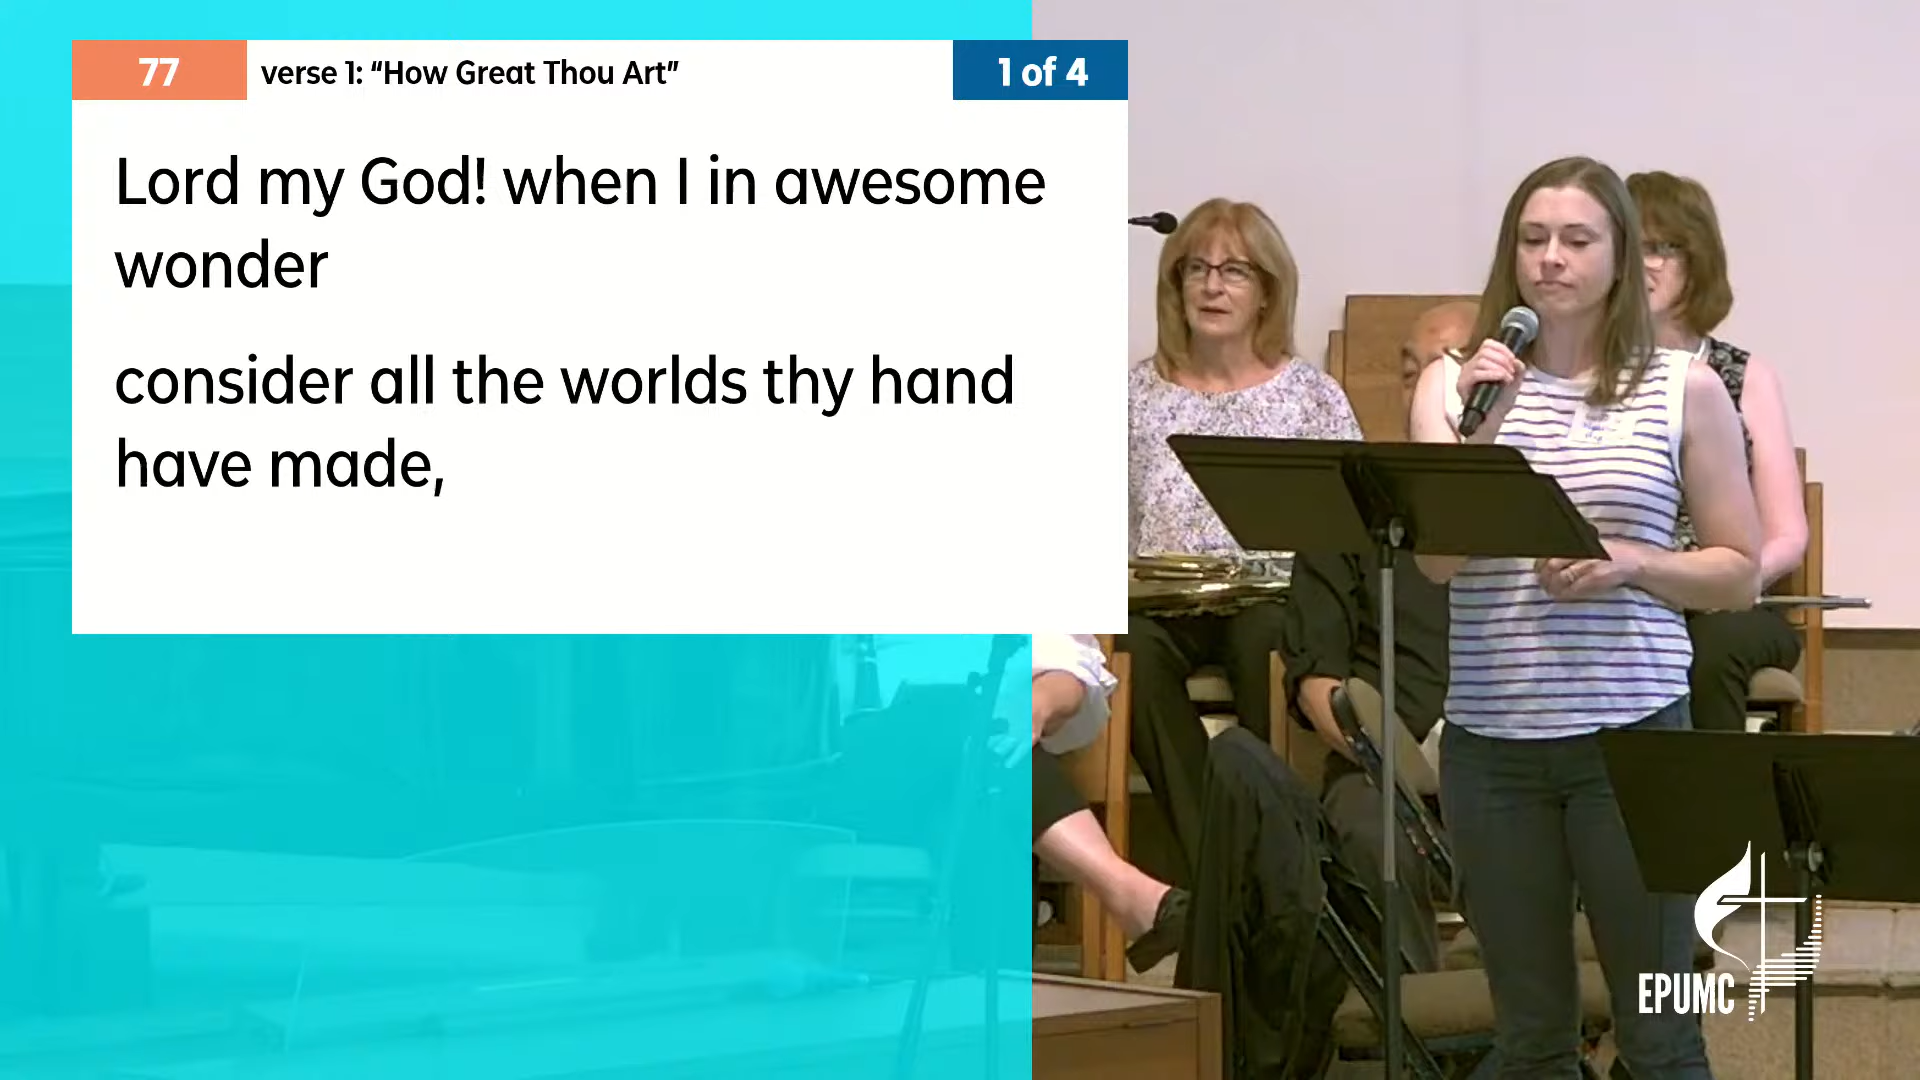 77 verse 1: “How Great Thou Art” 1 of 4
Lord my God! when I in awesome
wonder
consider all the worlds thy hand
have made,
EPUMC